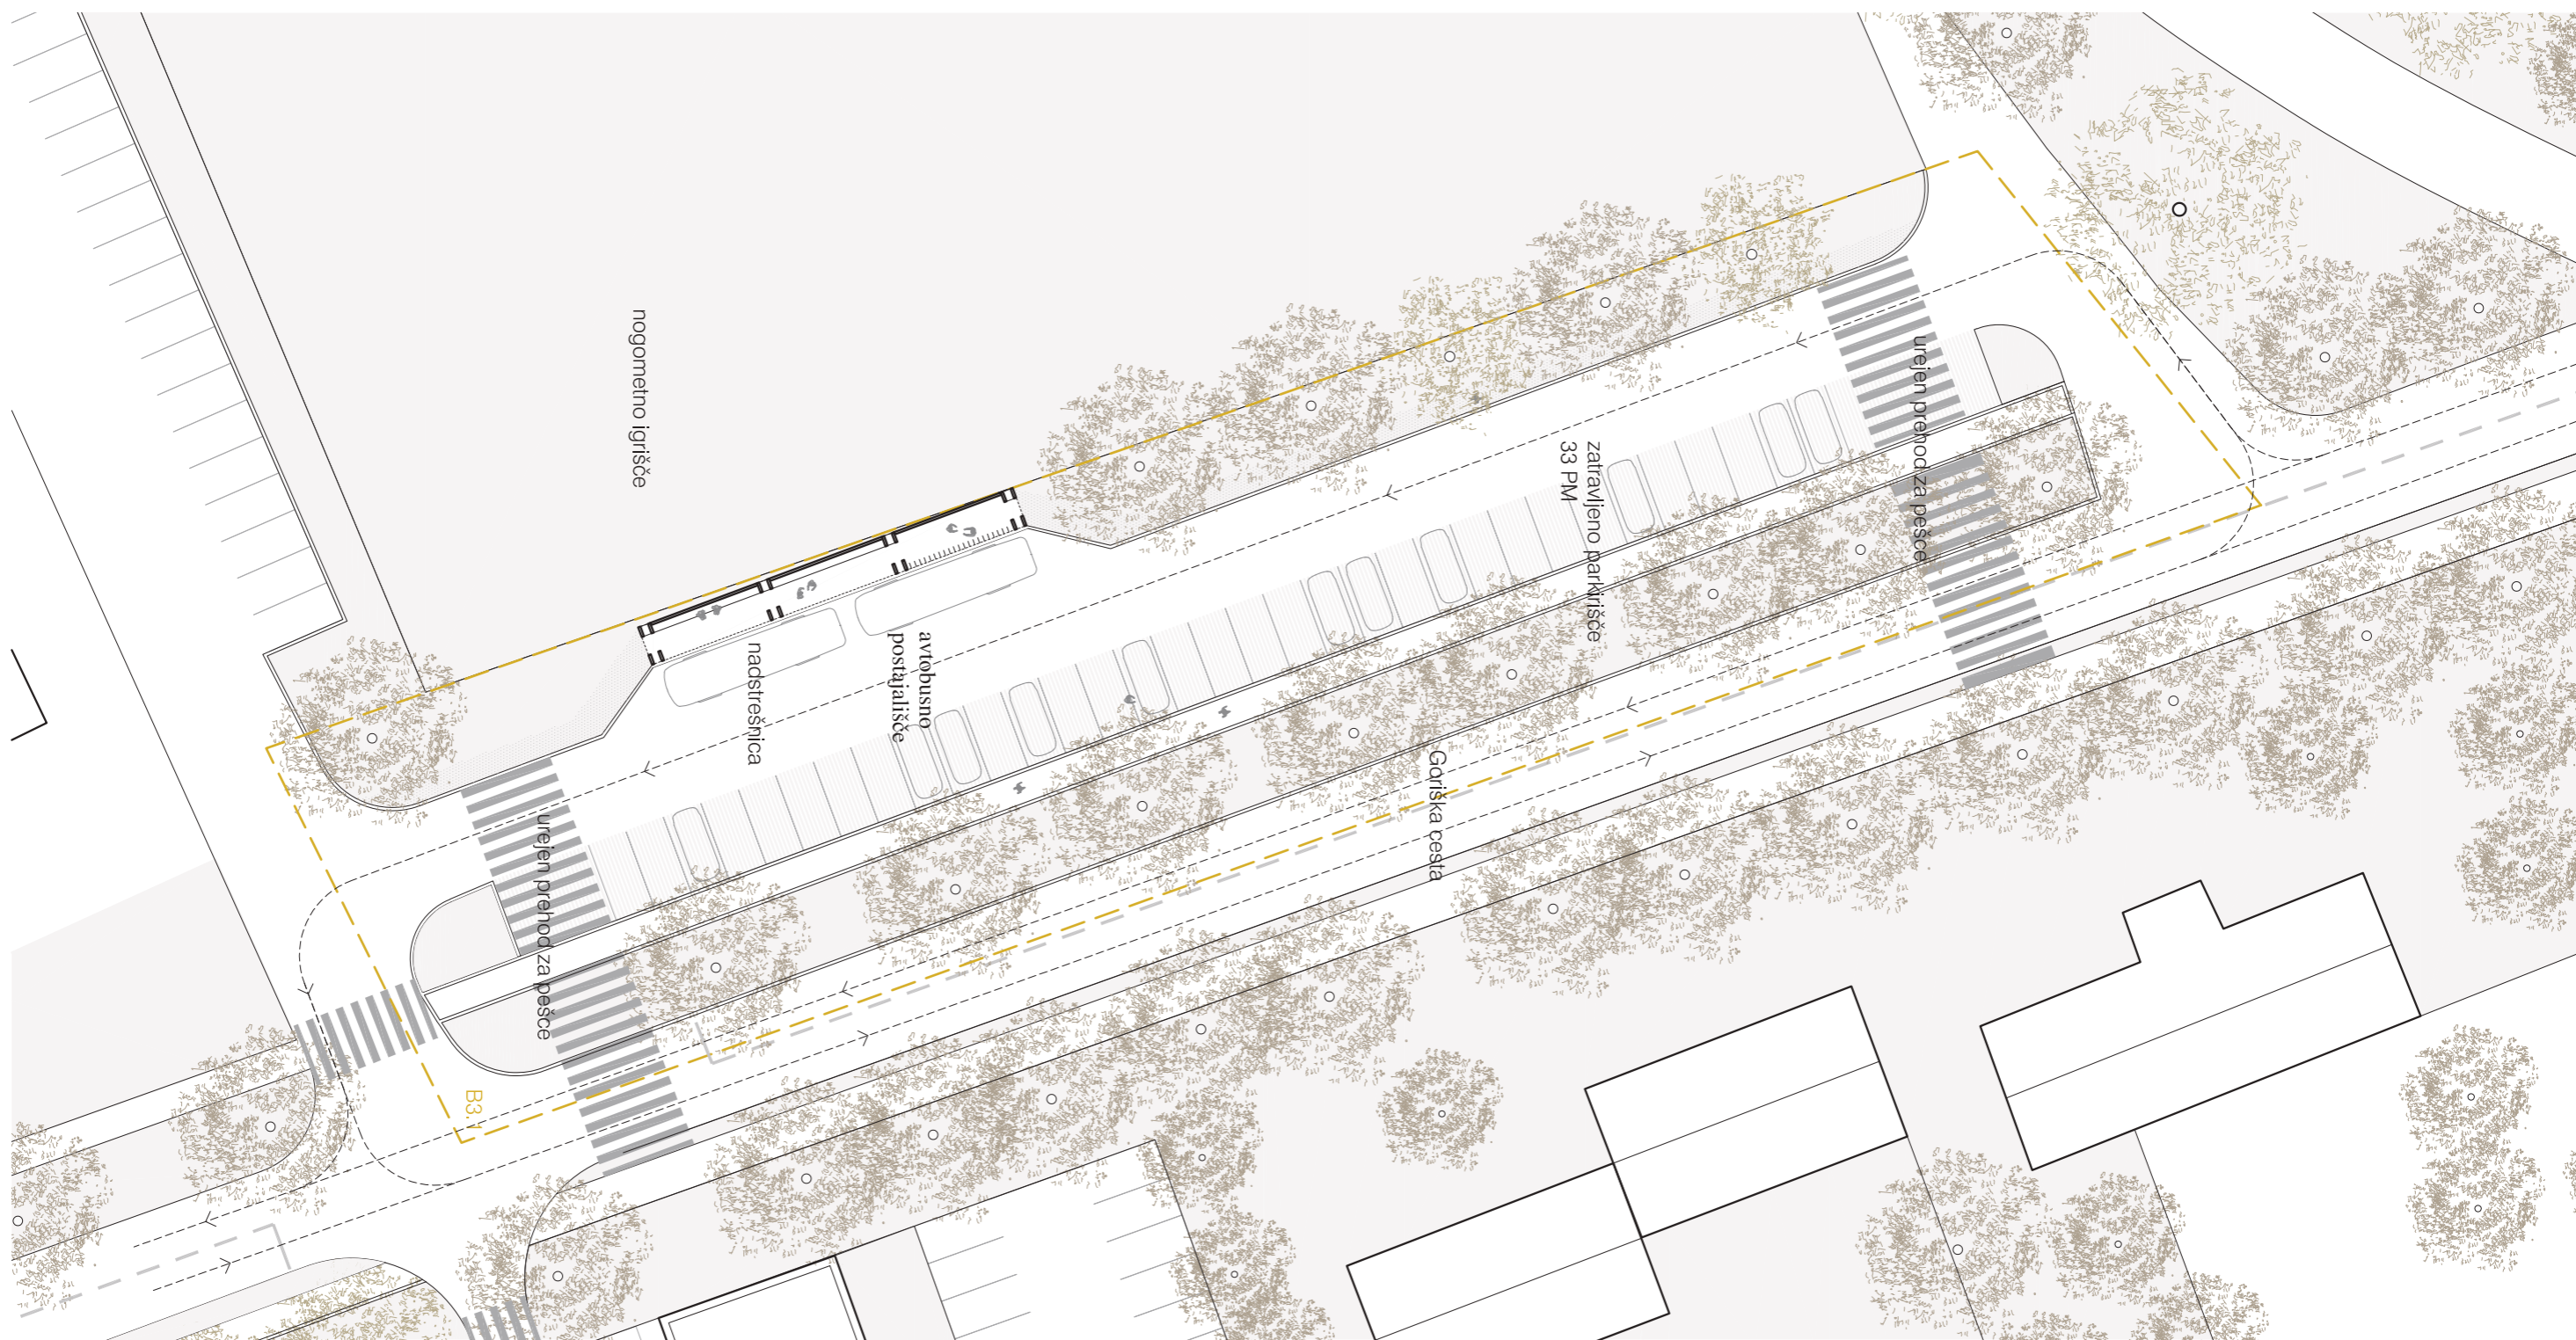 nogometno igrišče
nadstrešnica
avtobusno
postajališče
zatravljeno parkirišče
33 PM
urejen prehod za pešce
urejen prehod za pešce
Goriška cesta
B3.1